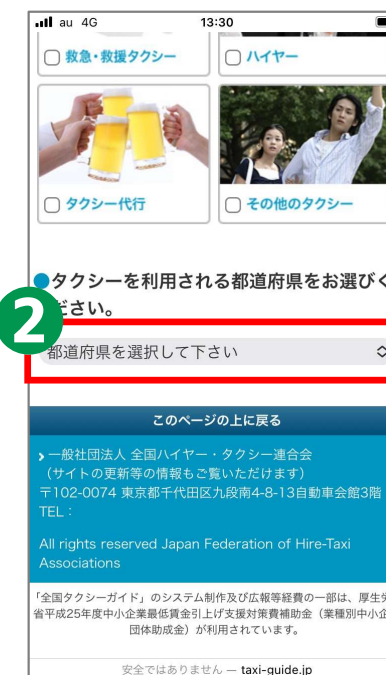 au 4G 13:30
救急・救援タクシー
ハイヤー
タクシー代行
その他のタクシー
●タクシーを利用される都道府県をお選びく
ださい。
2
都道府県を選択して下さい
このページの上に戻る
一般社団法人 全国ハイヤー・タクシー連合会
（サイトの更新等の情報もご覧いただけます）
〒102-0074 東京都千代田区九段南4-8-13自動車会館3階
TEL：
All rights reserved Japan Federation of Hire-Taxi
Associations
「全国タクシーガイド」のシステム制作及び広報等経費の一部は、厚生労
省平成25年度中小企業最低賃金引上げ支援対策費補助金（業種別中小企
団体助成金）が利用されています。
安全ではありません — taxi-guide.jp